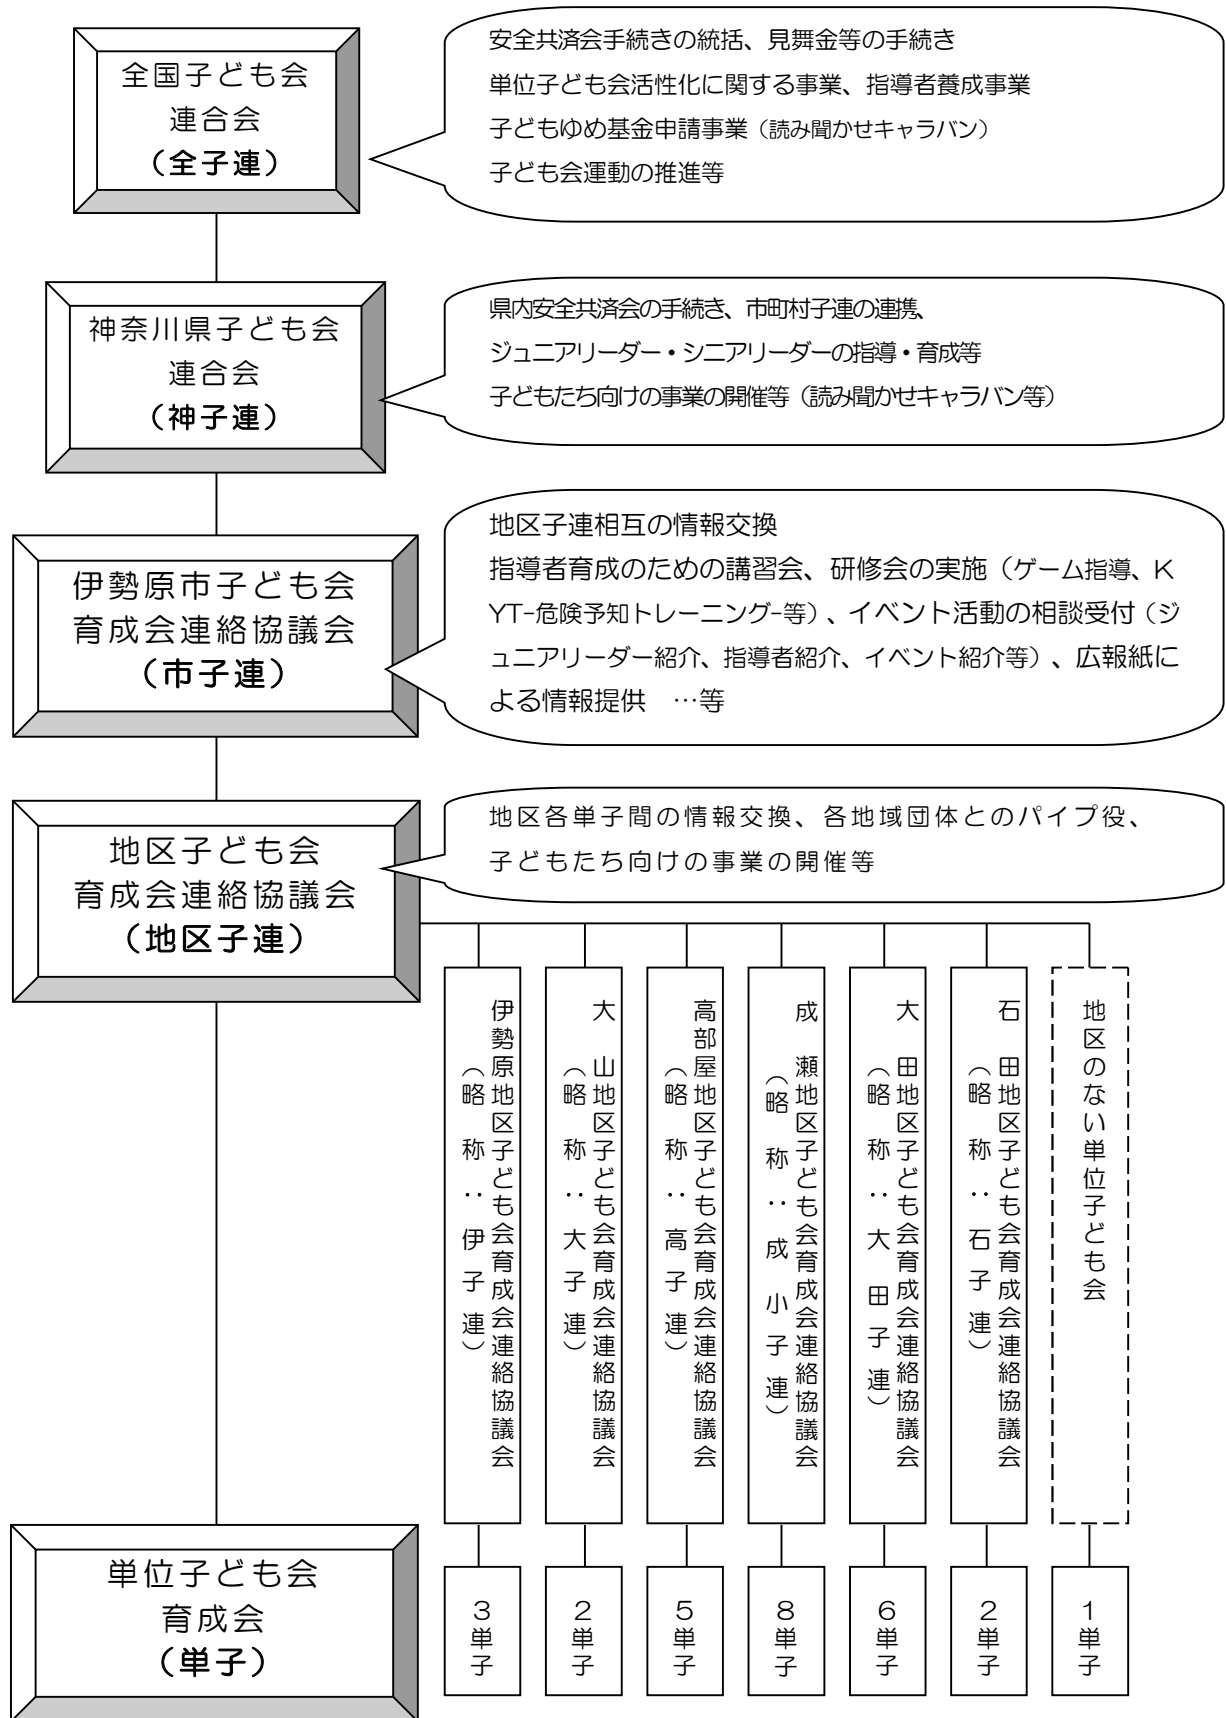 全国子ども会
連合会
（全子連）
安全共済会手続きの統括、見舞金等の手続き
単位子ども会活性化に関する事業、指導者養成事業
子どもゆめ基金申請事業（読み聞かせキャラバン）
子ども会運動の推進等
神奈川県子ども会
連合会
（神子連）
県内安全共済会の手続き、市町村子連の連携、
ジュニアリーダー・シニアリーダーの指導・育成等
子どもたち向けの事業の開催等（読み聞かせキャラバン等）
伊勢原市子ども会
育成会連絡協議会
（市子連）
地区子連相互の情報交換
指導者育成のための講習会、研修会の実施（ゲーム指導、K
YT-危険予知トレーニング-等）、イベント活動の相談受付（ジ
ュニアリーダー紹介、指導者紹介、イベント紹介等）、広報紙に
よる情報提供　…等
地区子ども会
育成会連絡協議会
（地区子連）
地区各単子間の情報交換、各地域団体とのパイプ役、
子どもたち向けの事業の開催等
伊勢原地区子ども会育成会連絡協議会
（略　称：伊子連）
大　山地区子ども会育成会連絡協議会
（略　称：大子連）
高部屋地区子ども会育成会連絡協議会
（略　称：高子連）
成　瀬地区子ども会育成会連絡協議会
（略　称：成小子連）
大　田地区子ども会育成会連絡協議会
（略　称：大田子連）
石　田地区子ども会育成会連絡協議会
（略　称：石子連）
地区のない単位子ども会
単位子ども会
育成会
（単子）
３単子
２単子
５単子
８単子
６単子
２単子
１単子